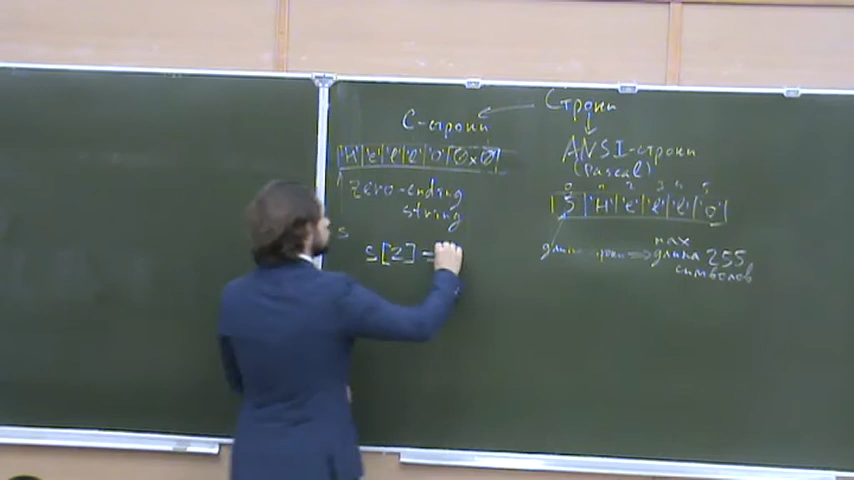 Строки
С-строки
'H' 'e' 'l' 'l' 'o' 0x0
zero-ending
string
s
s[2] =
ANSI-строки
(Pascal)
0 1 2 3 4 5
5 'H' 'e' 'l' 'l' 'o'
длина строки => max длина 255 символов